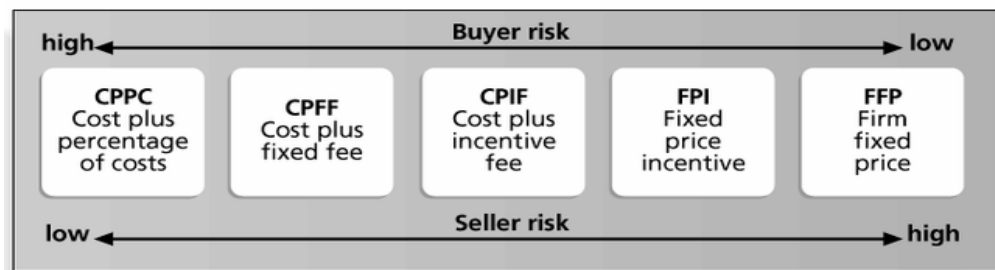 Buyer risk
high
low
CPPC
Cost plus
percentage
of costs
CPFF
Cost plus
fixed fee
CPIF
Cost plus
incentive
fee
FPI
Fixed
price
incentive
FFP
Firm
fixed
price
Seller risk
low
high